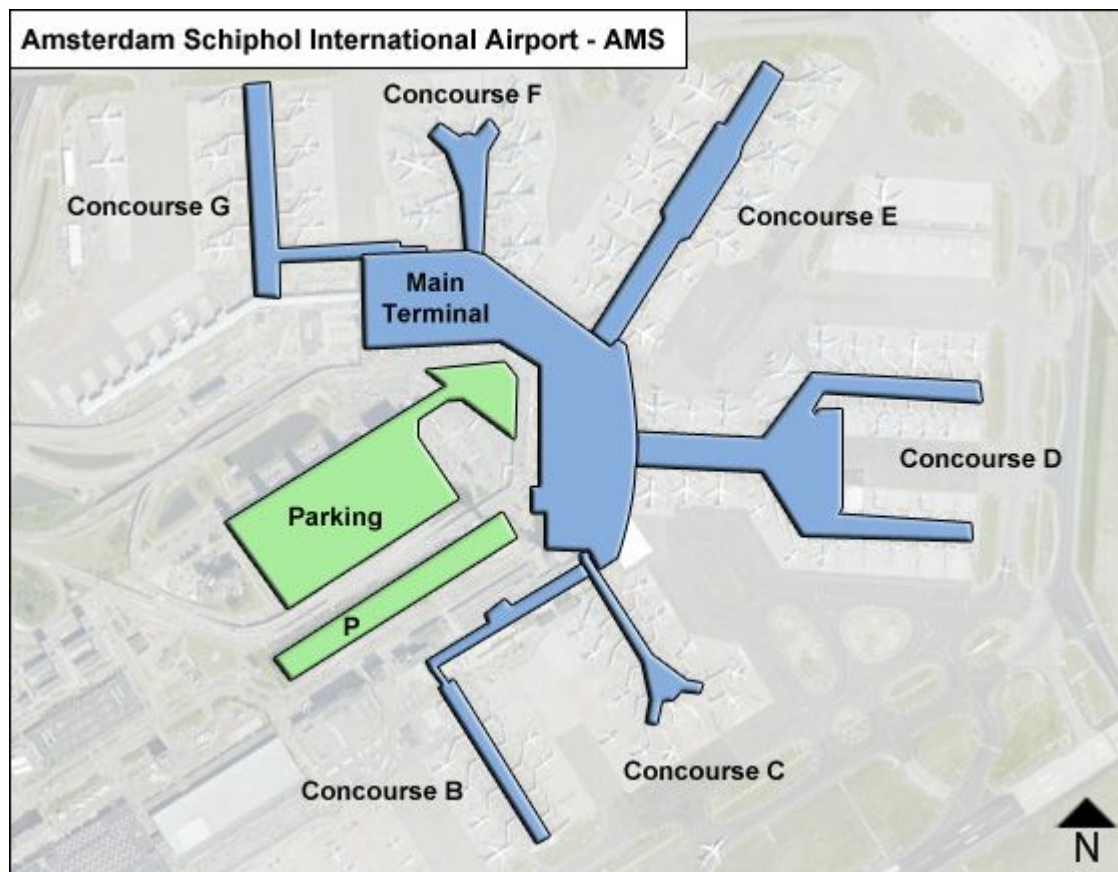 Amsterdam Schiphol International Airport - AMS
Concourse F
Concourse G
Concourse E
Main
Terminal
Concourse D
Parking
P
Concourse C
Concourse B
N